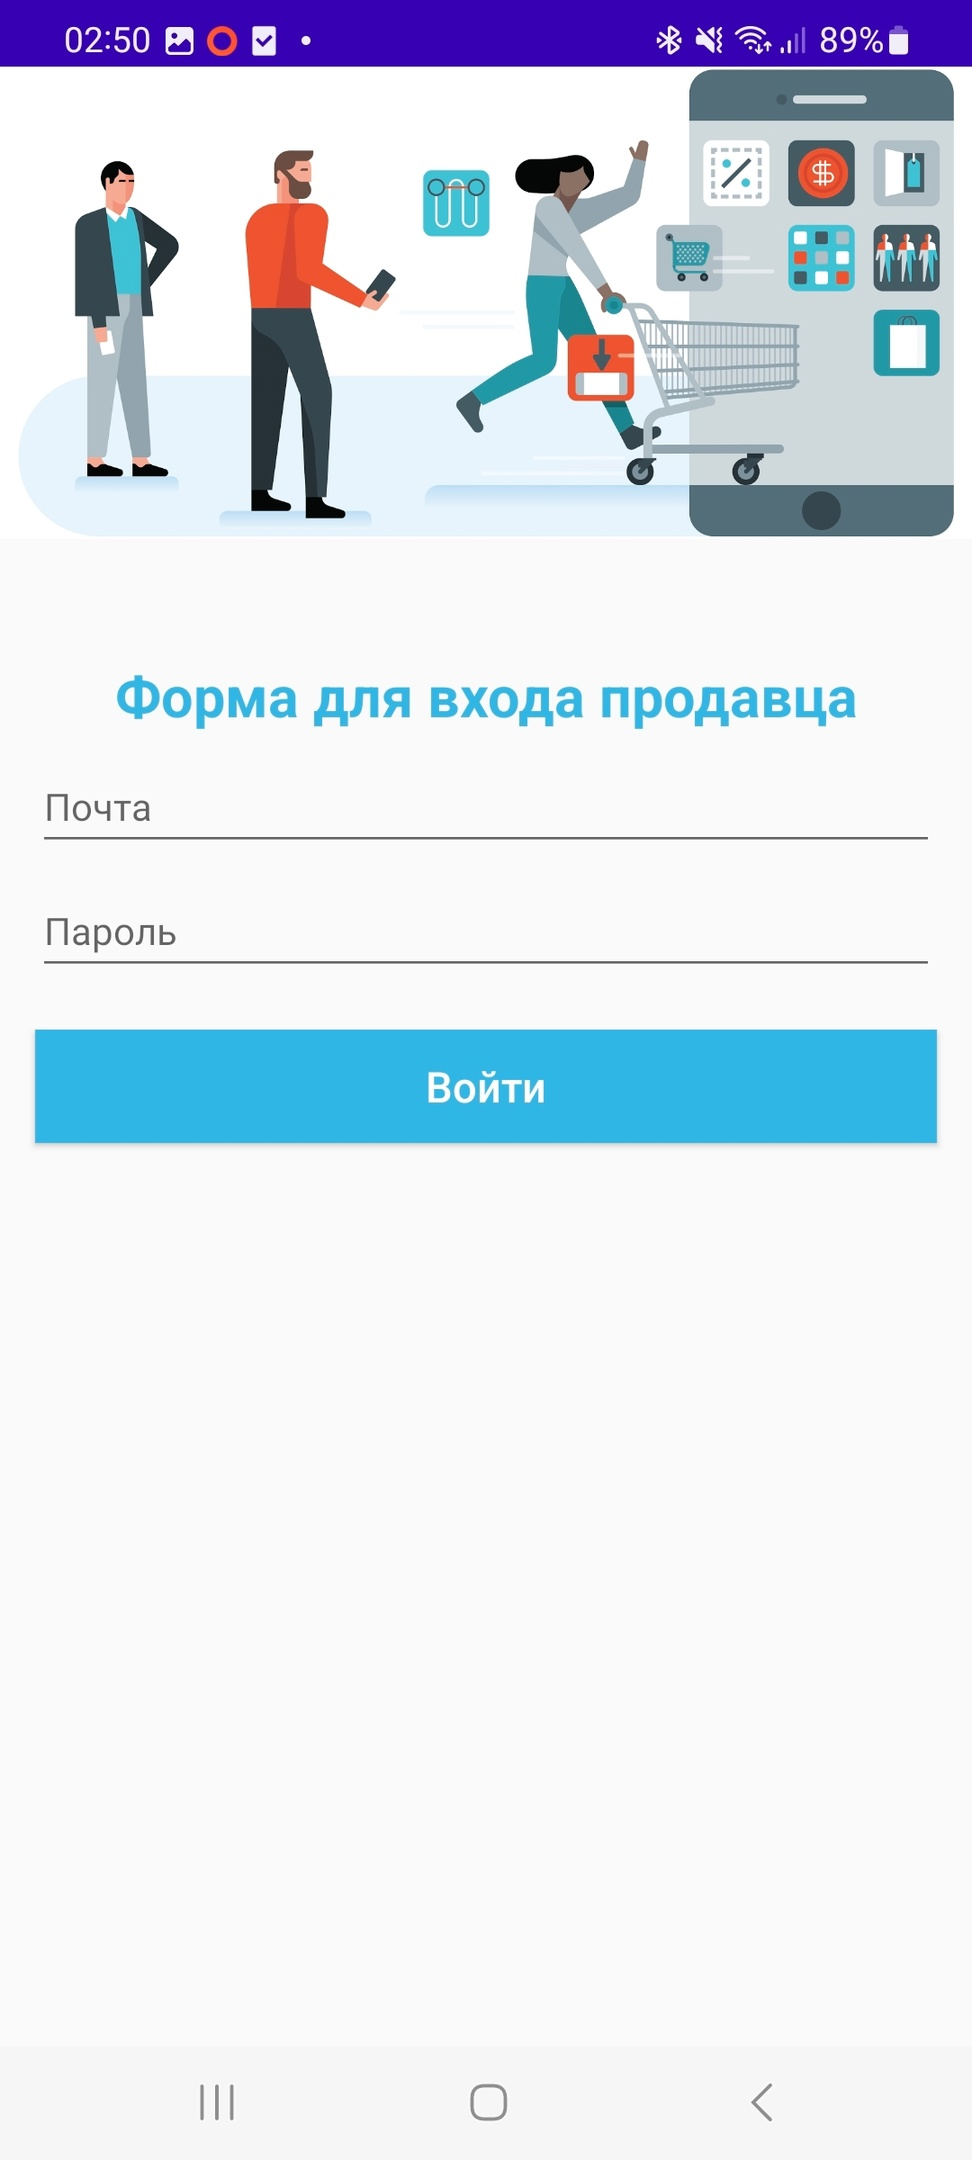 02:50 89%
Форма для входа продавца
Почта
Пароль
Войти